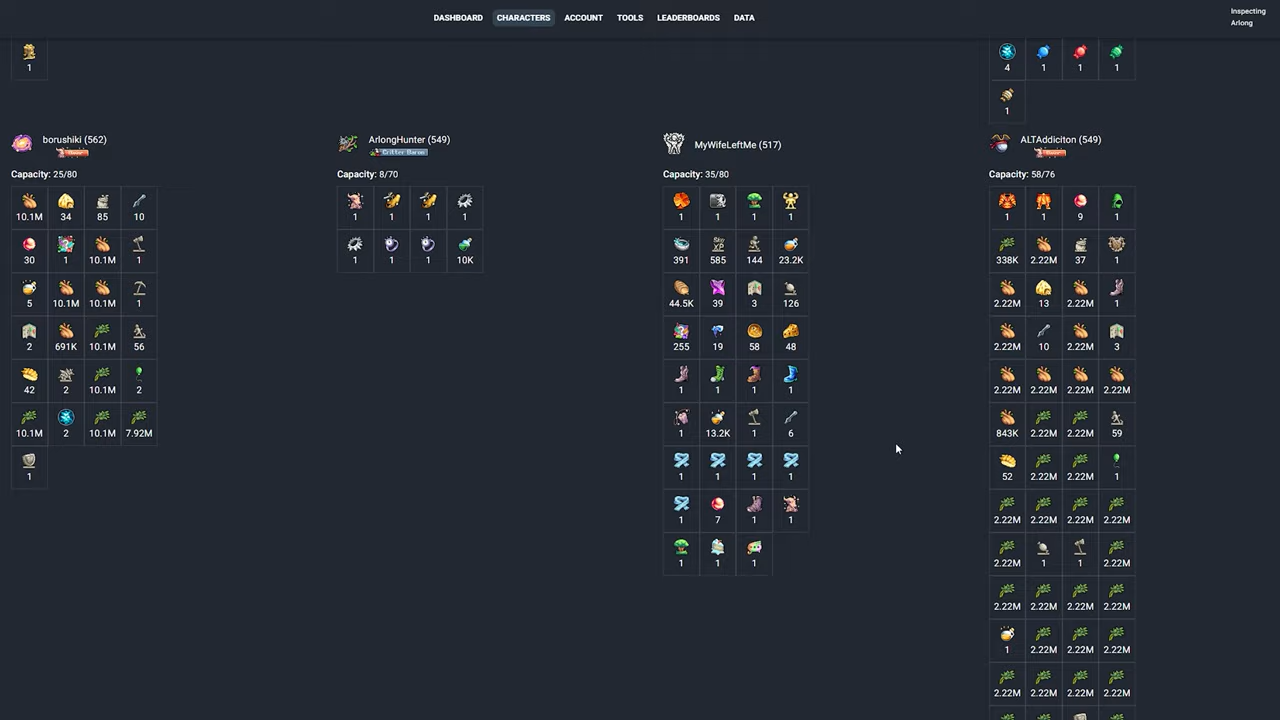 DASHBOARD CHARACTERS ACCOUNT TOOLS LEADERBOARDS DATA
Inspecting
Arlong
1
4 1 1 1
1
borushiki (562)
Capacity: 25/80
10.1M 34 85 10
30 1 10.1M 1
5 10.1M 10.1M 1
2 691K 10.1M 56
42 2 10.1M 2
10.1M 2 10.1M 7.92M
1
ArlongHunter (549)
Critter Baron
Capacity: 8/70
1 1 1 1
1 1 1 10K
MyWifeLeftMe (517)
Capacity: 35/80
1 1 1 1
391 585 144 23.2K
44.5K 39 3 126
255 19 58 48
1 1 1 1
1 13.2K 1 6
1 1 1 1
1 7 1 1
1 1 1
ALTAddiciton (549)
Capacity: 58/76
1 1 9 1
338K 2.22M 37 1
2.22M 13 2.22M 1
2.22M 10 2.22M 3
2.22M 2.22M 2.22M 2.22M
843K 2.22M 2.22M 59
52 2.22M 2.22M 1
2.22M 2.22M 2.22M 2.22M
2.22M 1 1 2.22M
2.22M 2.22M 2.22M 2.22M
1 2.22M 2.22M 2.22M
2.22M 2.22M 2.22M 2.22M